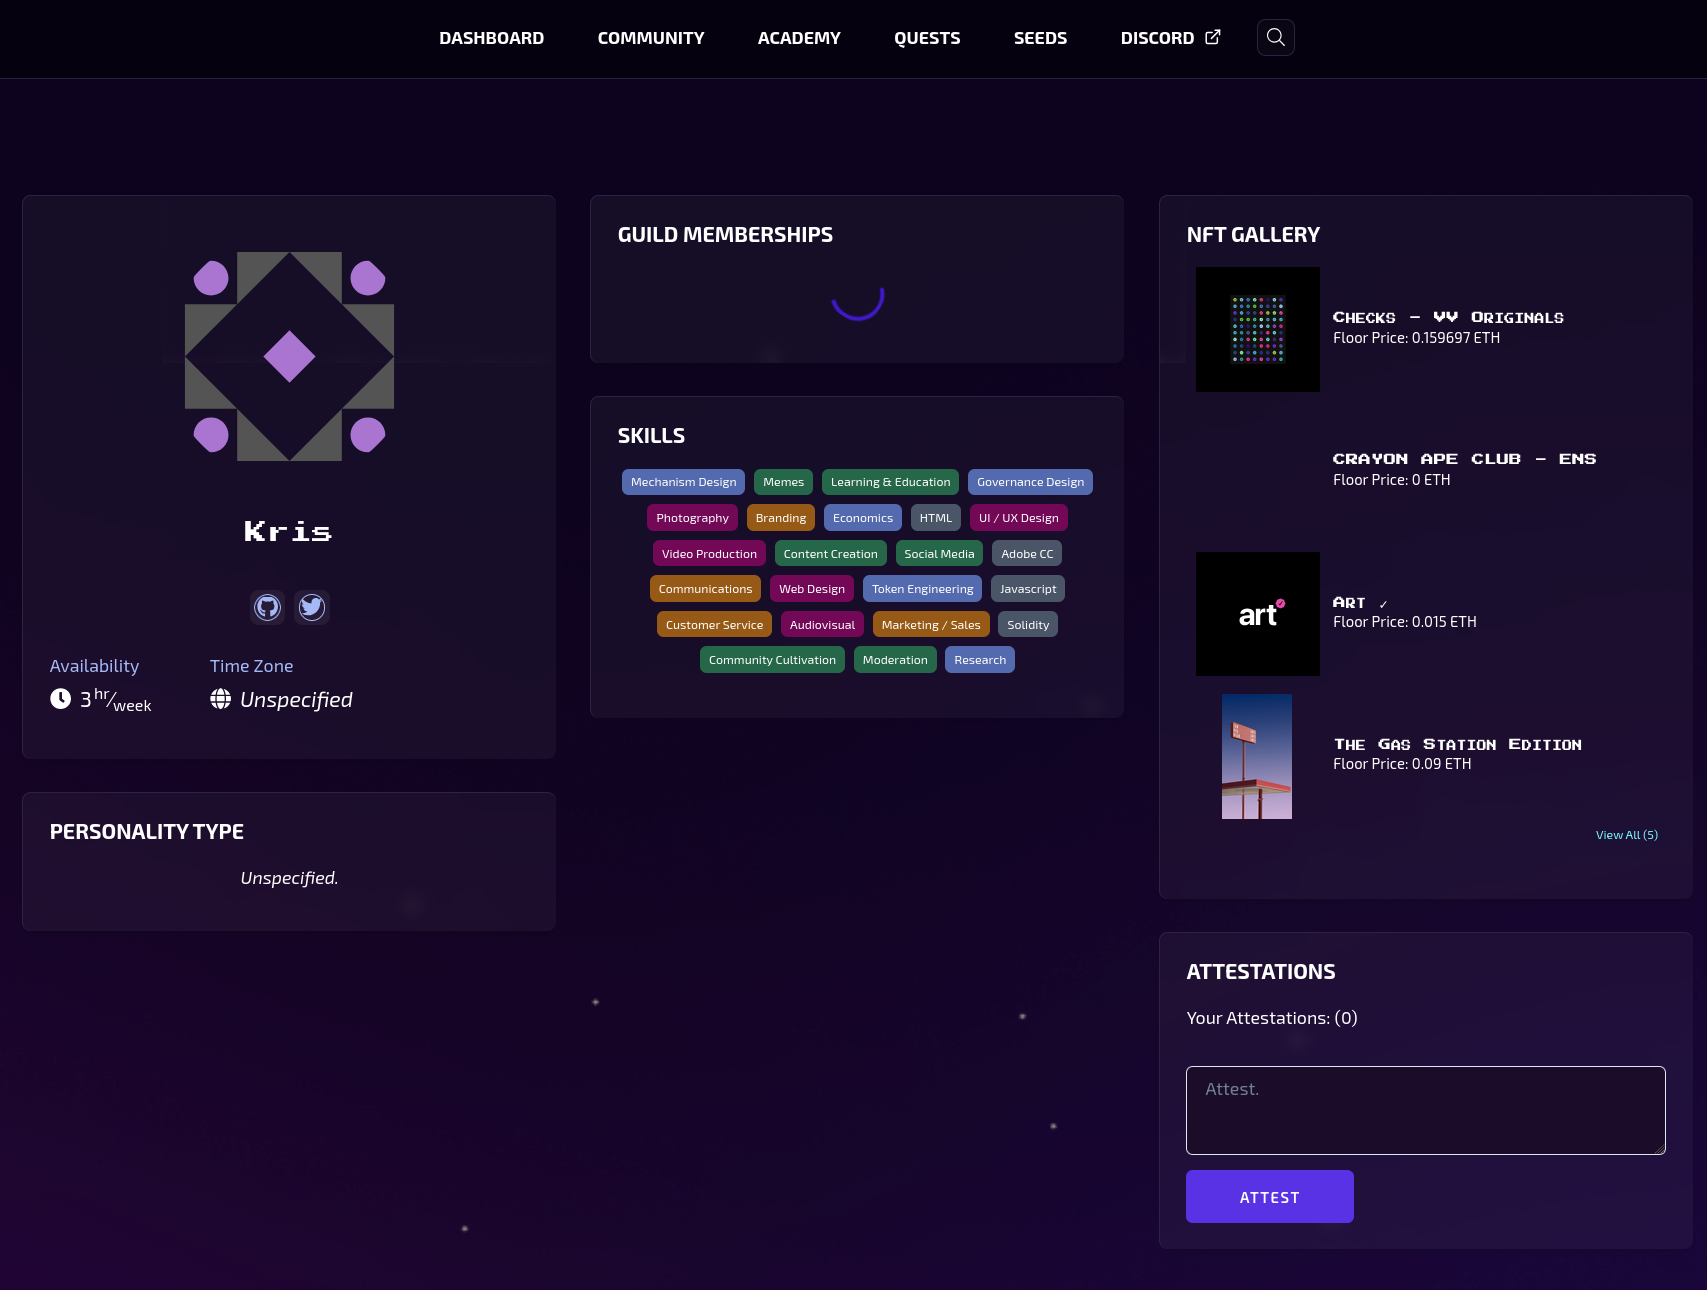 DASHBOARD COMMUNITY ACADEMY QUESTS SEEDS DISCORD
Kris
Availability Time Zone
3 hr/week Unspecified
PERSONALITY TYPE
Unspecified.
GUILD MEMBERSHIPS
SKILLS
Mechanism Design Memes Learning & Education Governance Design
Photography Branding Economics HTML UI / UX Design
Video Production Content Creation Social Media Adobe CC
Communications Web Design Token Engineering Javascript
Customer Service Audiovisual Marketing / Sales Solidity
Community Cultivation Moderation Research
NFT GALLERY
Checks - VV Originals
Floor Price: 0.159697 ETH
CRAYON APE CLUB - ENS
Floor Price: 0 ETH
art
Art ✓
Floor Price: 0.015 ETH
The Gas Station Edition
Floor Price: 0.09 ETH
View All (5)
ATTESTATIONS
Your Attestations: (0)
Attest.
ATTEST